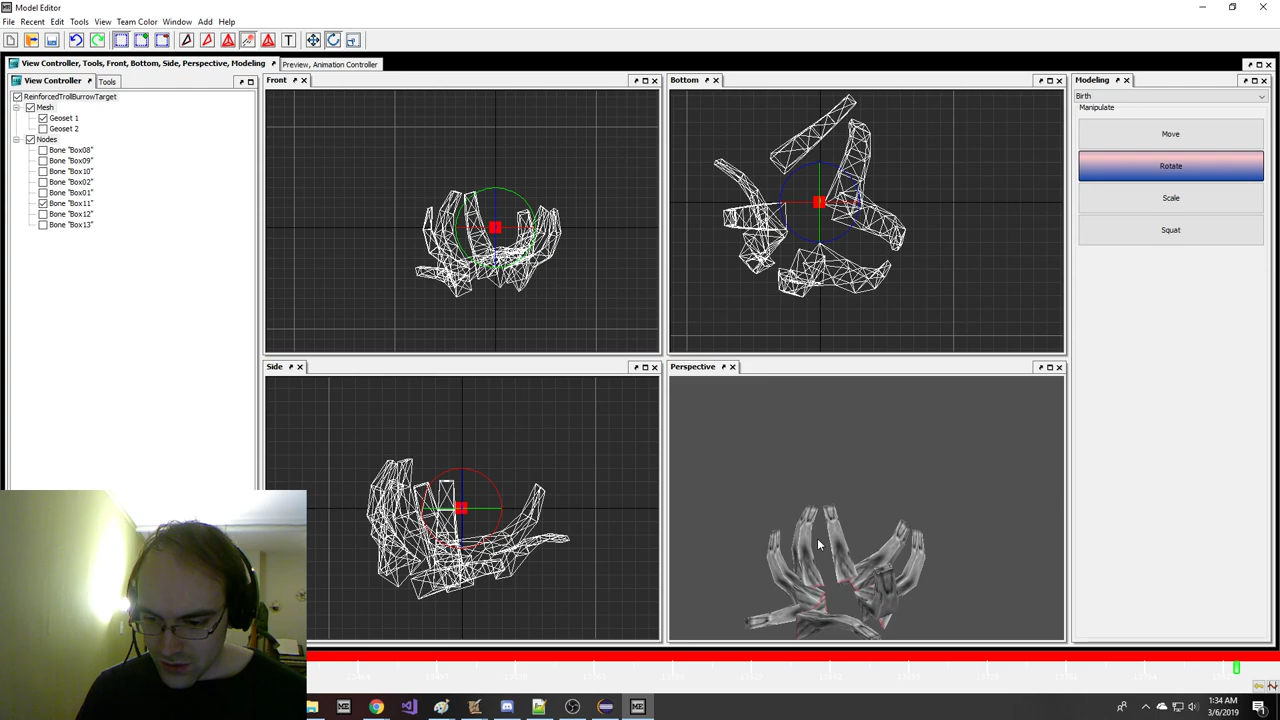 Model Editor
File Recent Edit Tools View Team Color Window Add Help
View Controller, Tools, Front, Bottom, Side, Perspective, Modeling
Preview, Animation Controller
View Controller
Tools
ReinforcedTrollBurrowTarget
Mesh
Geoset 1
Geoset 2
Nodes
Bone "Box08"
Bone "Box09"
Bone "Box10"
Bone "Box02"
Bone "Box01"
Bone "Box11"
Bone "Box12"
Bone "Box13"
Front
Bottom
Side
Perspective
Modeling
Birth
Manipulate
Move
Rotate
Scale
Squat
1:34 AM
3/6/2019